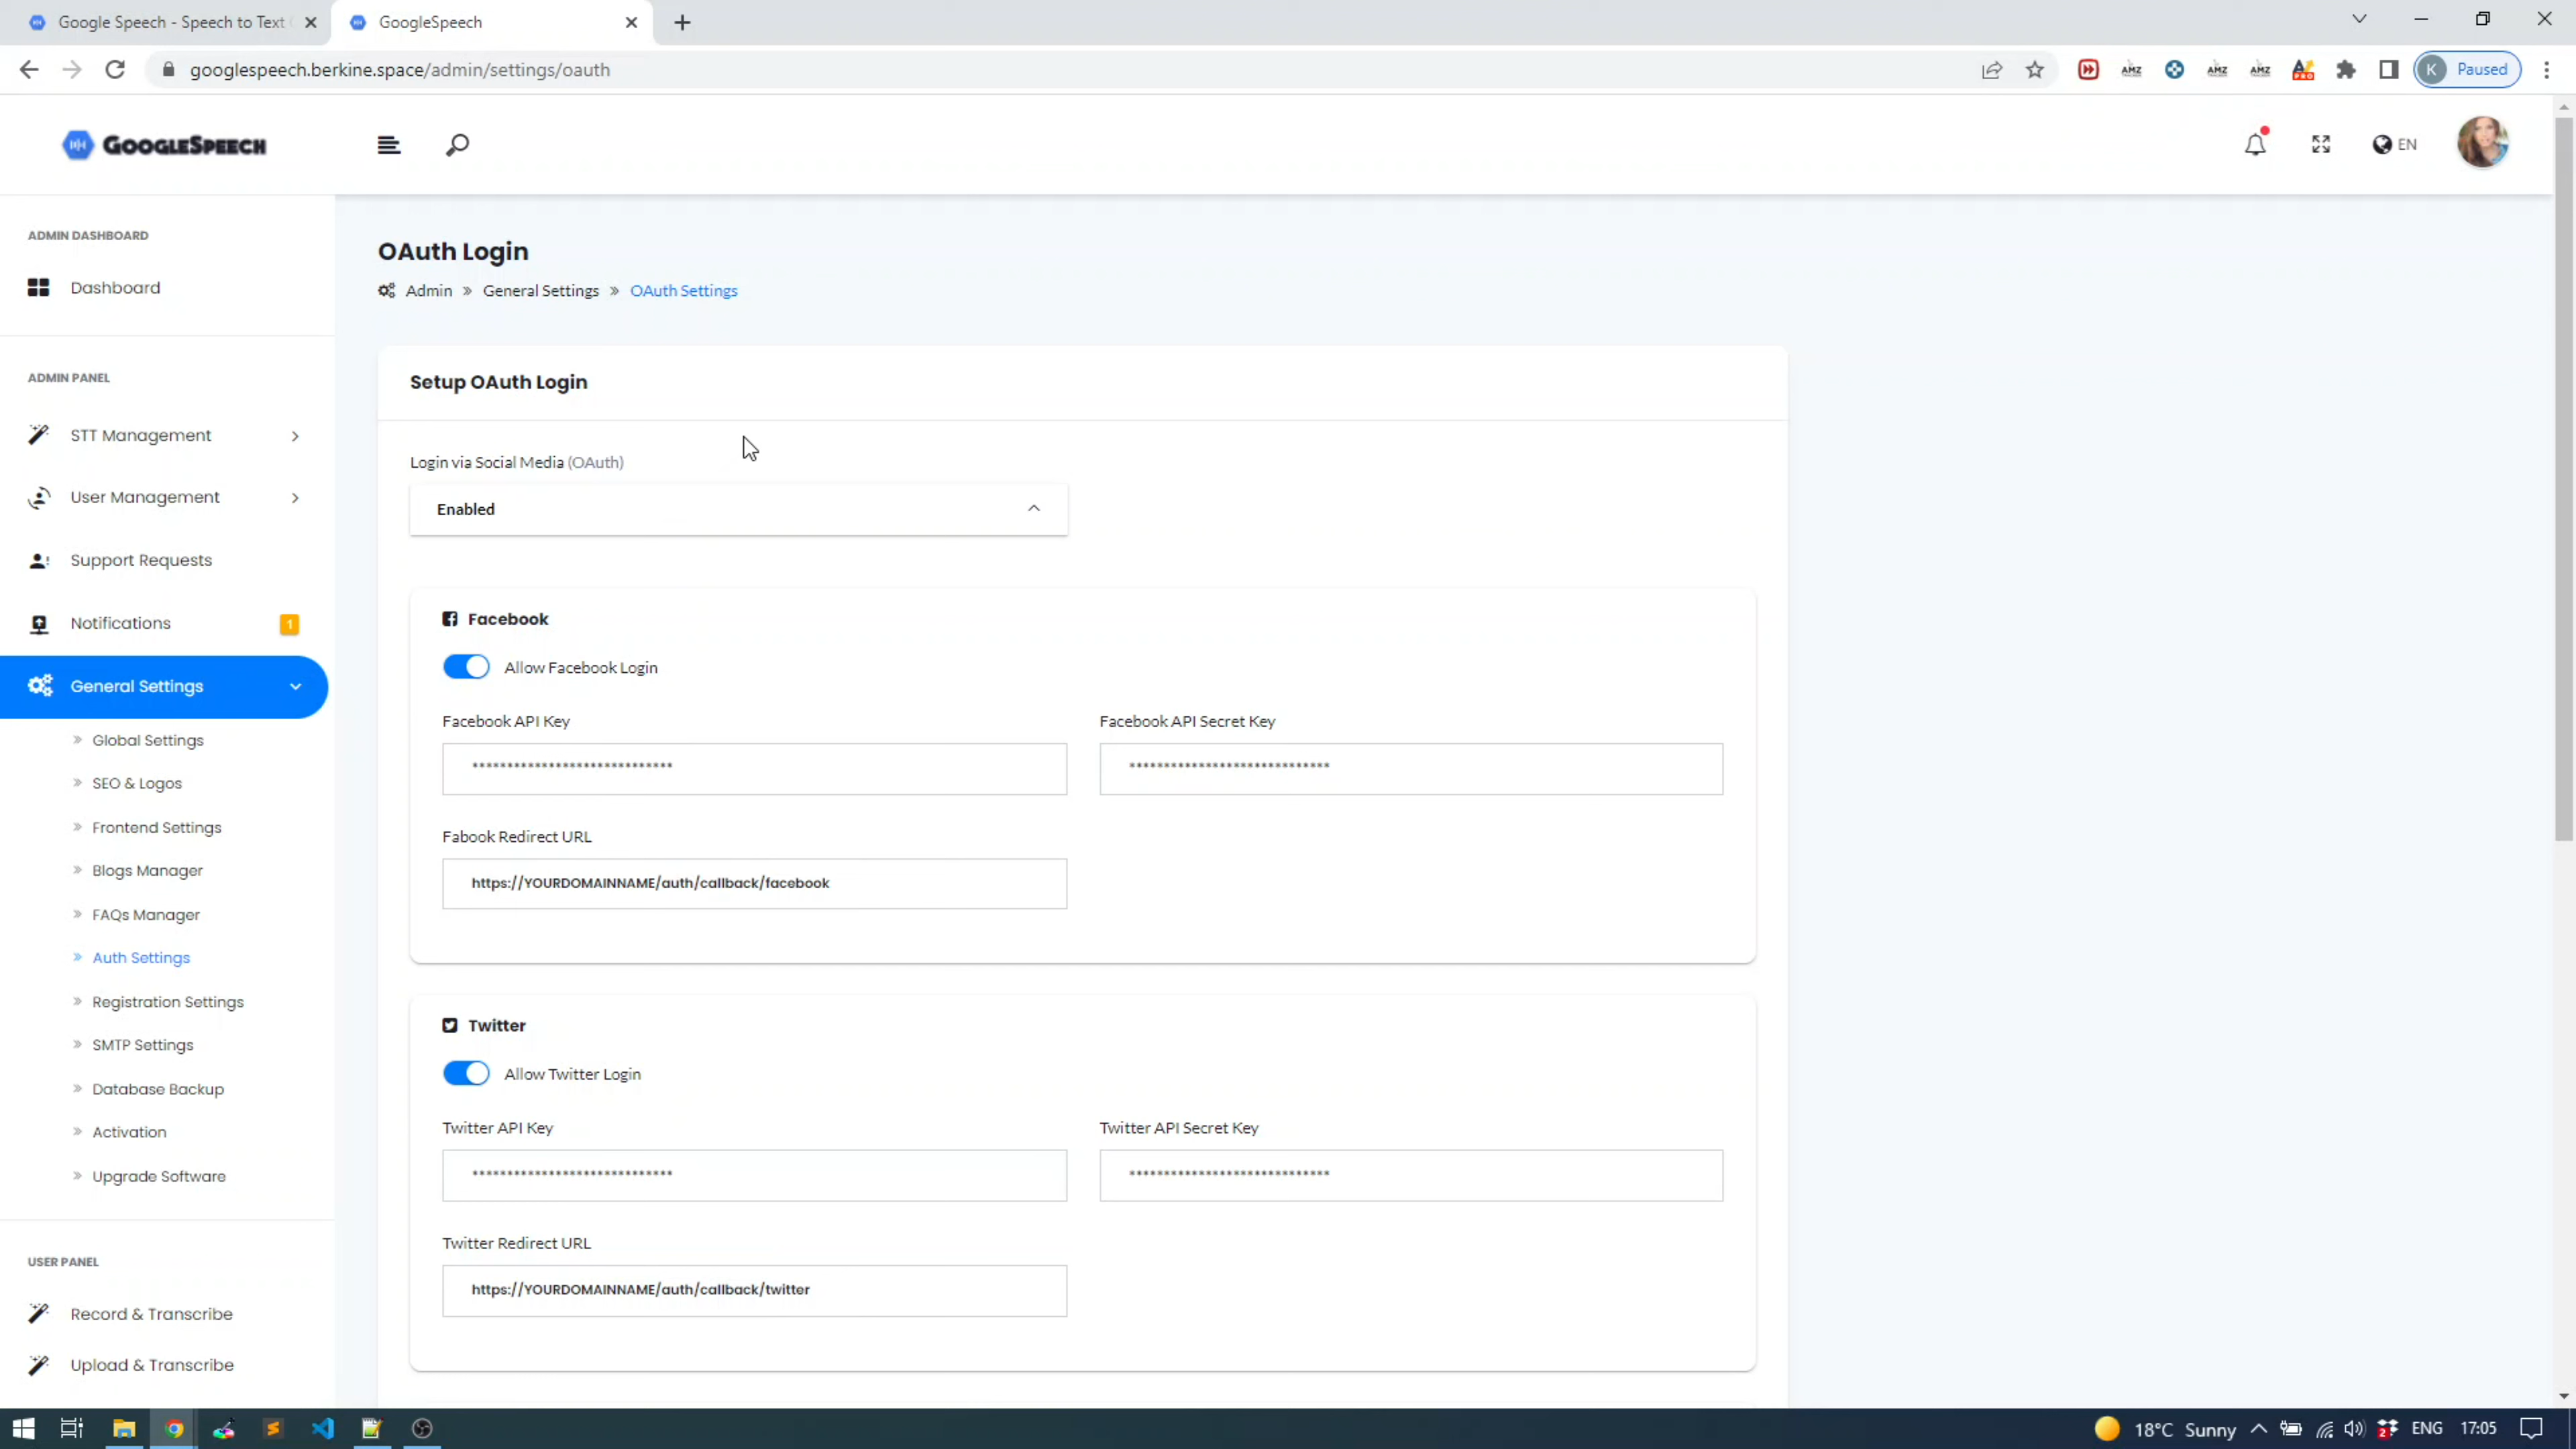 Google Speech - Speech to Text
GoogleSpeech
googlespeech.berkine.space/admin/settings/oauth
AMZ
AMZ
AMZ
PRO
K
Paused
GOOGLESPEECH
EN
ADMIN DASHBOARD
Dashboard
ADMIN PANEL
STT Management
User Management
Support Requests
Notifications
1
General Settings
Global Settings
SEO & Logos
Frontend Settings
Blogs Manager
FAQs Manager
Auth Settings
Registration Settings
SMTP Settings
Database Backup
Activation
Upgrade Software
USER PANEL
Record & Transcribe
Upload & Transcribe
OAuth Login
Admin » General Settings » OAuth Settings
Setup OAuth Login
Login via Social Media (OAuth)
Enabled
Facebook
Allow Facebook Login
Facebook API Key
Facebook API Secret Key
*****************************
*****************************
Fabook Redirect URL
https://YOURDOMAINNAME/auth/callback/facebook
Twitter
Allow Twitter Login
Twitter API Key
Twitter API Secret Key
*****************************
*****************************
Twitter Redirect URL
https://YOURDOMAINNAME/auth/callback/twitter
18°C Sunny
2
ENG
17:05